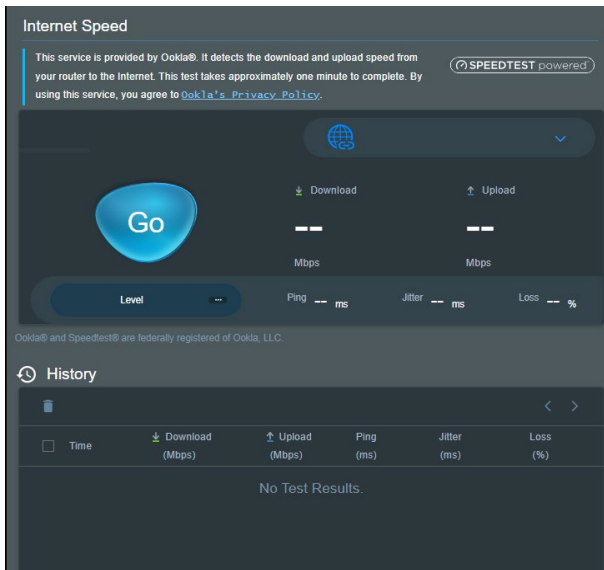 Internet Speed
This service is provided by Ookla®. It detects the download and upload speed from
your router to the Internet. This test takes approximately one minute to complete. By
using this service, you agree to Ookla's Privacy Policy.
SPEEDTEST powered
Go
Download
Upload
-- --
Mbps Mbps
Level ...
Ping -- ms Jitter -- ms Loss -- %
Ookla® and Speedtest® are federally registered of Ookla, LLC.
History
Time Download (Mbps) Upload (Mbps) Ping (ms) Jitter (ms) Loss (%)
No Test Results.